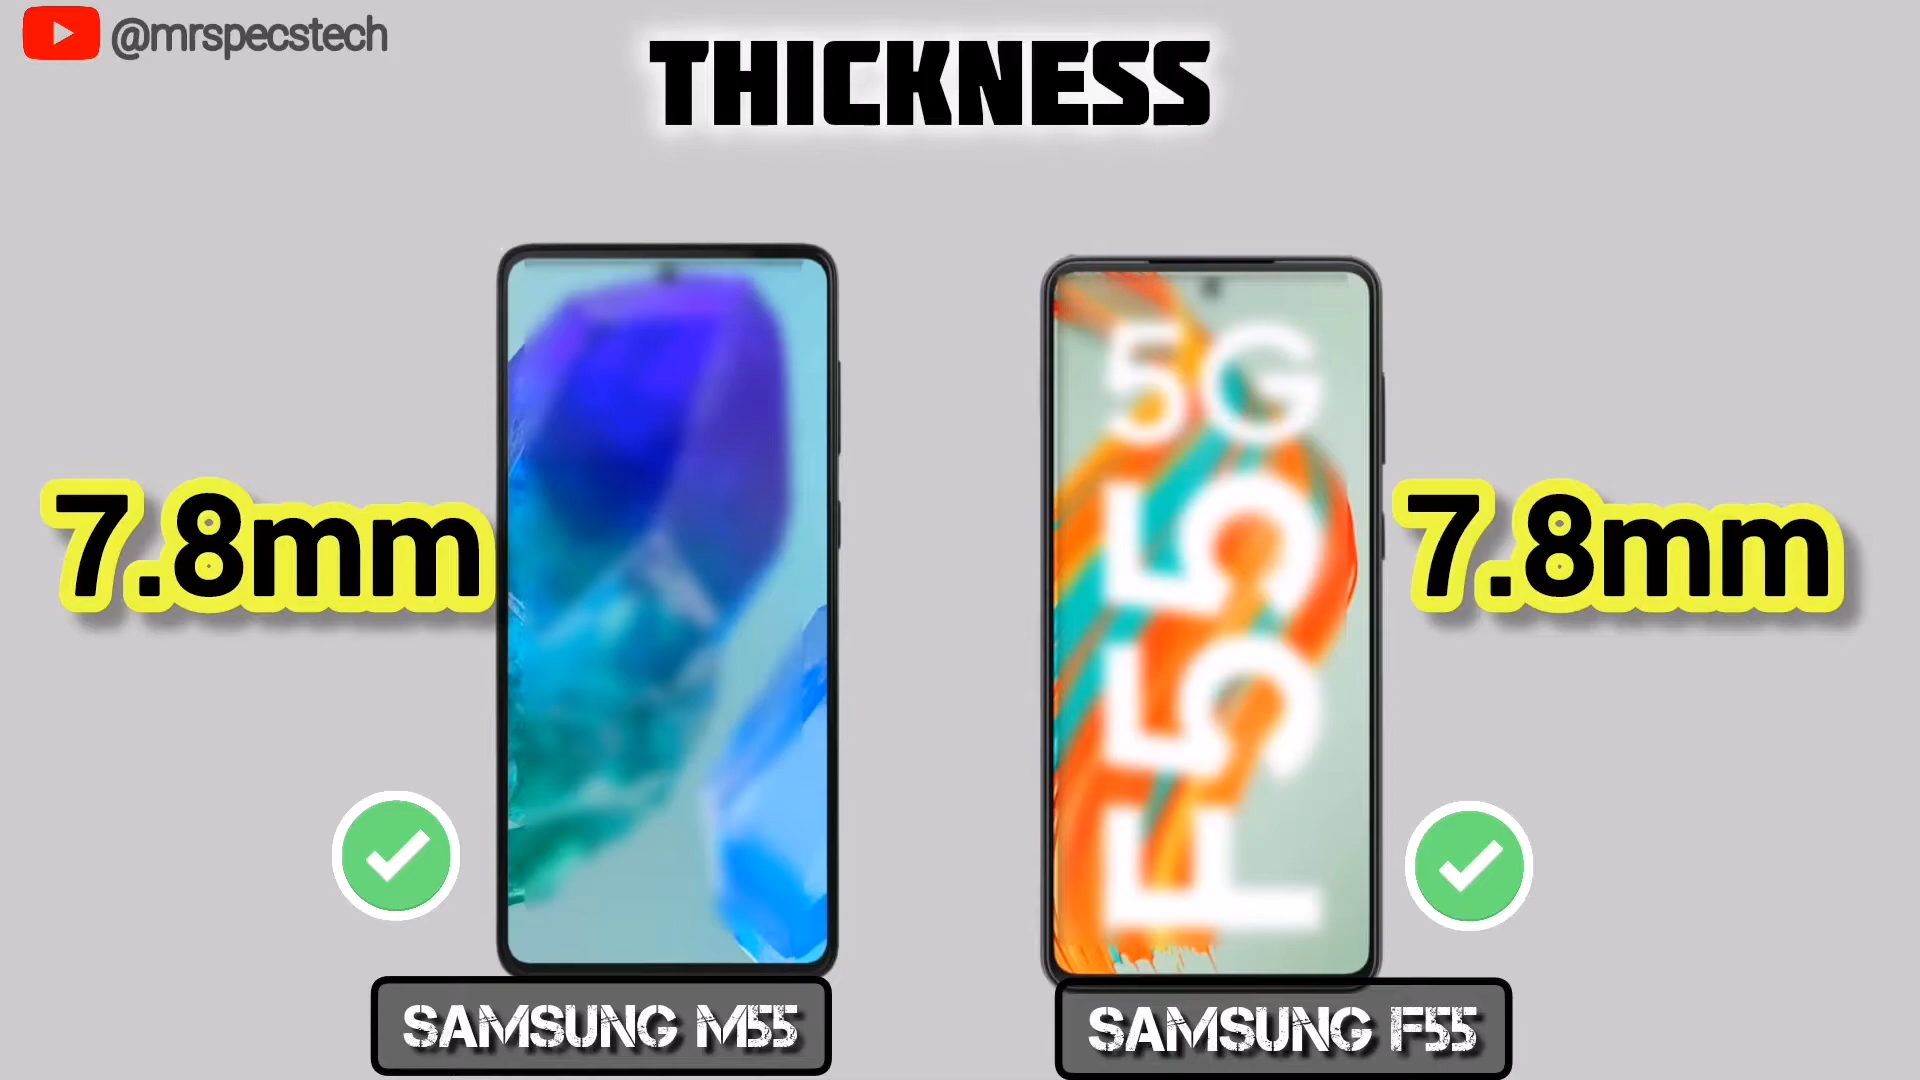 @mrspecstech
THICKNESS
7.8mm
7.8mm
5G
F55
SAMSUNG M55
SAMSUNG F55